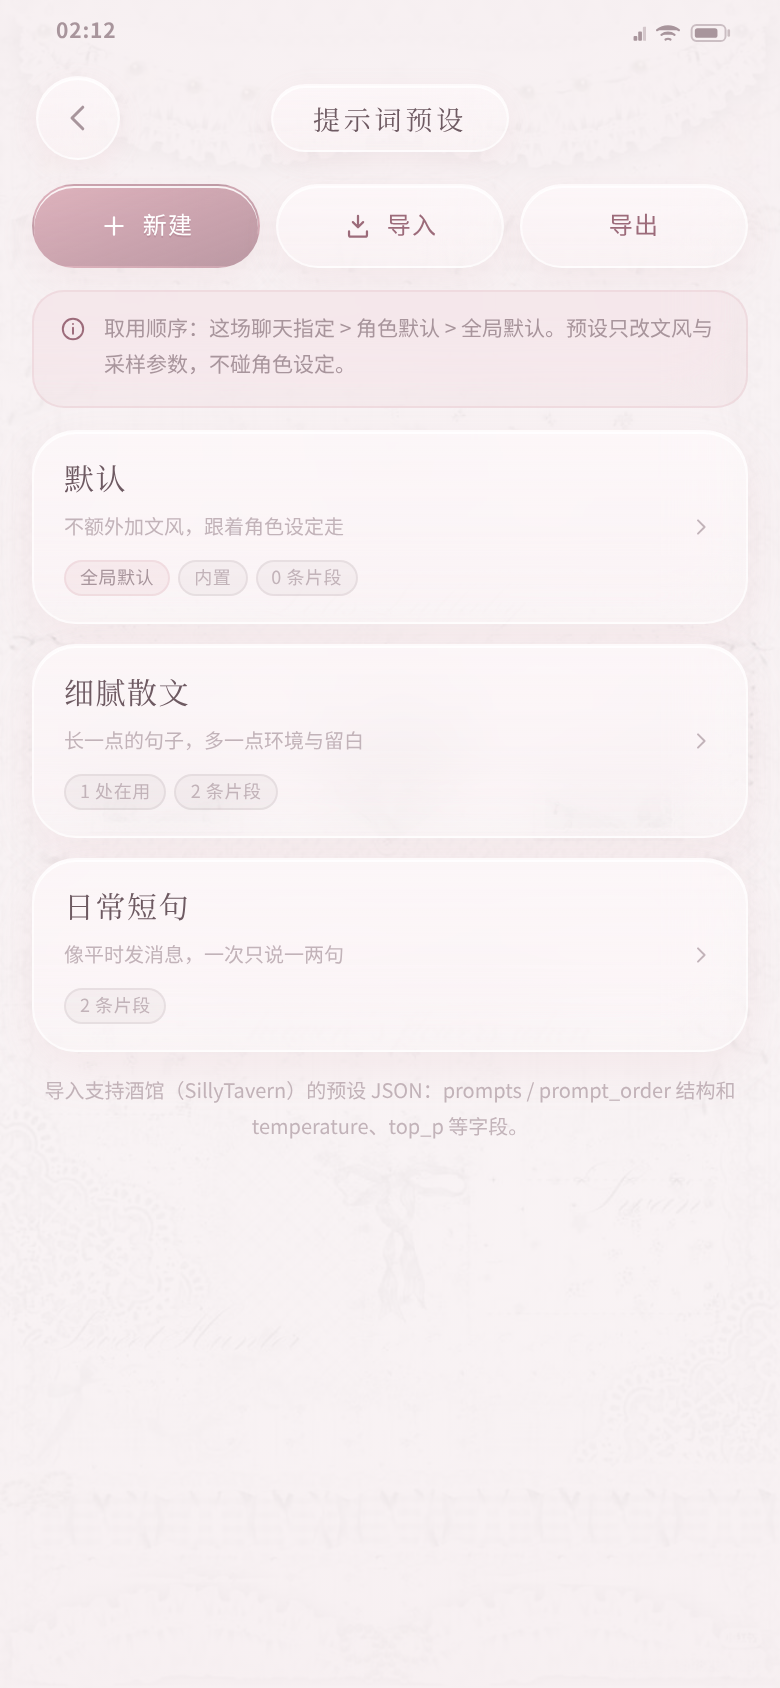 02:12
提示词预设
新建
导入
导出
取用顺序：这场聊天指定 > 角色默认 > 全局默认。预设只改文风与
采样参数，不碰角色设定。
默认
不额外加文风，跟着角色设定走
全局默认 内置 0 条片段
细腻散文
长一点的句子，多一点环境与留白
1 处在用 2 条片段
日常短句
像平时发消息，一次只说一两句
2 条片段
导入支持酒馆（SillyTavern）的预设 JSON：prompts / prompt_order 结构和
temperature、top_p 等字段。